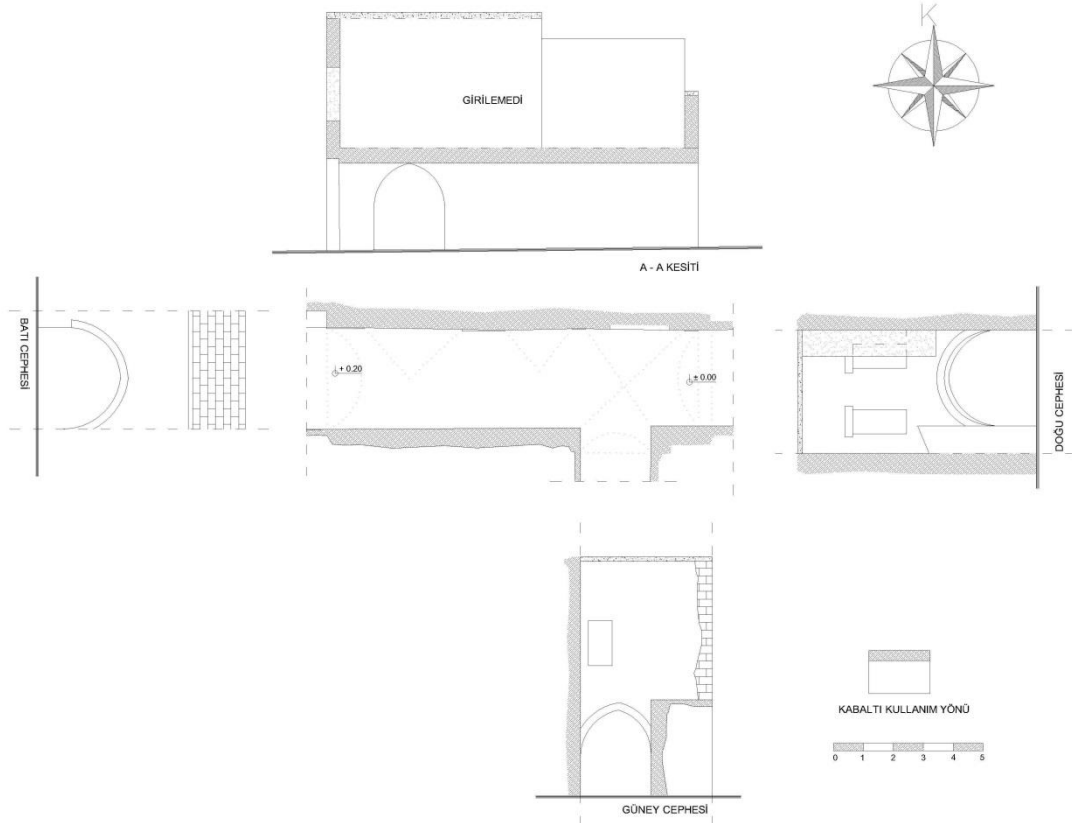 K
GİRİLEMEDİ
A - A KESİTİ
BATI CEPHESİ
+ 0.20
± 0.00
DOĞU CEPHESİ
KABALTI KULLANIM YÖNÜ
0 1 2 3 4 5
GÜNEY CEPHESİ